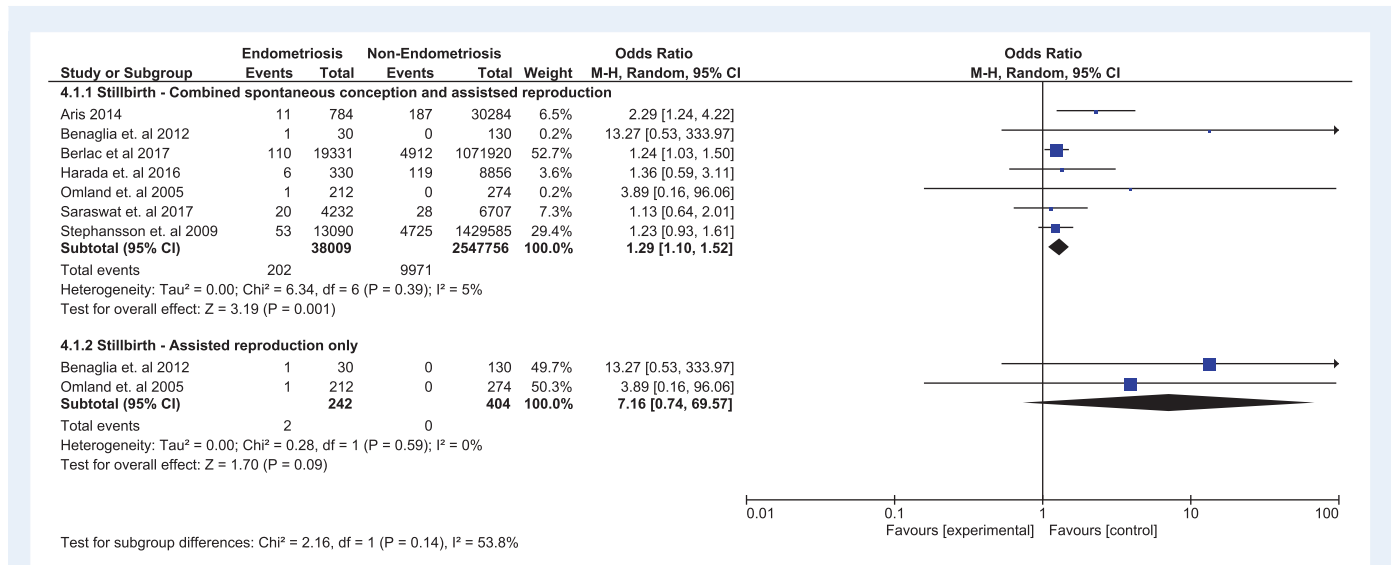 Endometriosis Non-Endometriosis Odds Ratio Odds Ratio
Study or Subgroup Events Total Events Total Weight M-H, Random, 95% CI M-H, Random, 95% CI
4.1.1 Stillbirth - Combined spontaneous conception and assistsed reproduction
Aris 2014 11 784 187 30284 6.5% 2.29 [1.24, 4.22]
Benaglia et. al 2012 1 30 0 130 0.2% 13.27 [0.53, 333.97]
Berlac et al 2017 110 19331 4912 1071920 52.7% 1.24 [1.03, 1.50]
Harada et. al 2016 6 330 119 8856 3.6% 1.36 [0.59, 3.11]
Omland et. al 2005 1 212 0 274 0.2% 3.89 [0.16, 96.06]
Saraswat et. al 2017 20 4232 28 6707 7.3% 1.13 [0.64, 2.01]
Stephansson et. al 2009 53 13090 4725 1429585 29.4% 1.23 [0.93, 1.61]
Subtotal (95% CI) 38009 2547756 100.0% 1.29 [1.10, 1.52]
Total events 202 9971
Heterogeneity: Tau² = 0.00; Chi² = 6.34, df = 6 (P = 0.39); I² = 5%
Test for overall effect: Z = 3.19 (P = 0.001)
4.1.2 Stillbirth - Assisted reproduction only
Benaglia et. al 2012 1 30 0 130 49.7% 13.27 [0.53, 333.97]
Omland et. al 2005 1 212 0 274 50.3% 3.89 [0.16, 96.06]
Subtotal (95% CI) 242 404 100.0% 7.16 [0.74, 69.57]
Total events 2 0
Heterogeneity: Tau² = 0.00; Chi² = 0.28, df = 1 (P = 0.59); I² = 0%
Test for overall effect: Z = 1.70 (P = 0.09)
0.01 0.1 1 10 100
Favours [experimental] Favours [control]
Test for subgroup differences: Chi² = 2.16, df = 1 (P = 0.14), I² = 53.8%